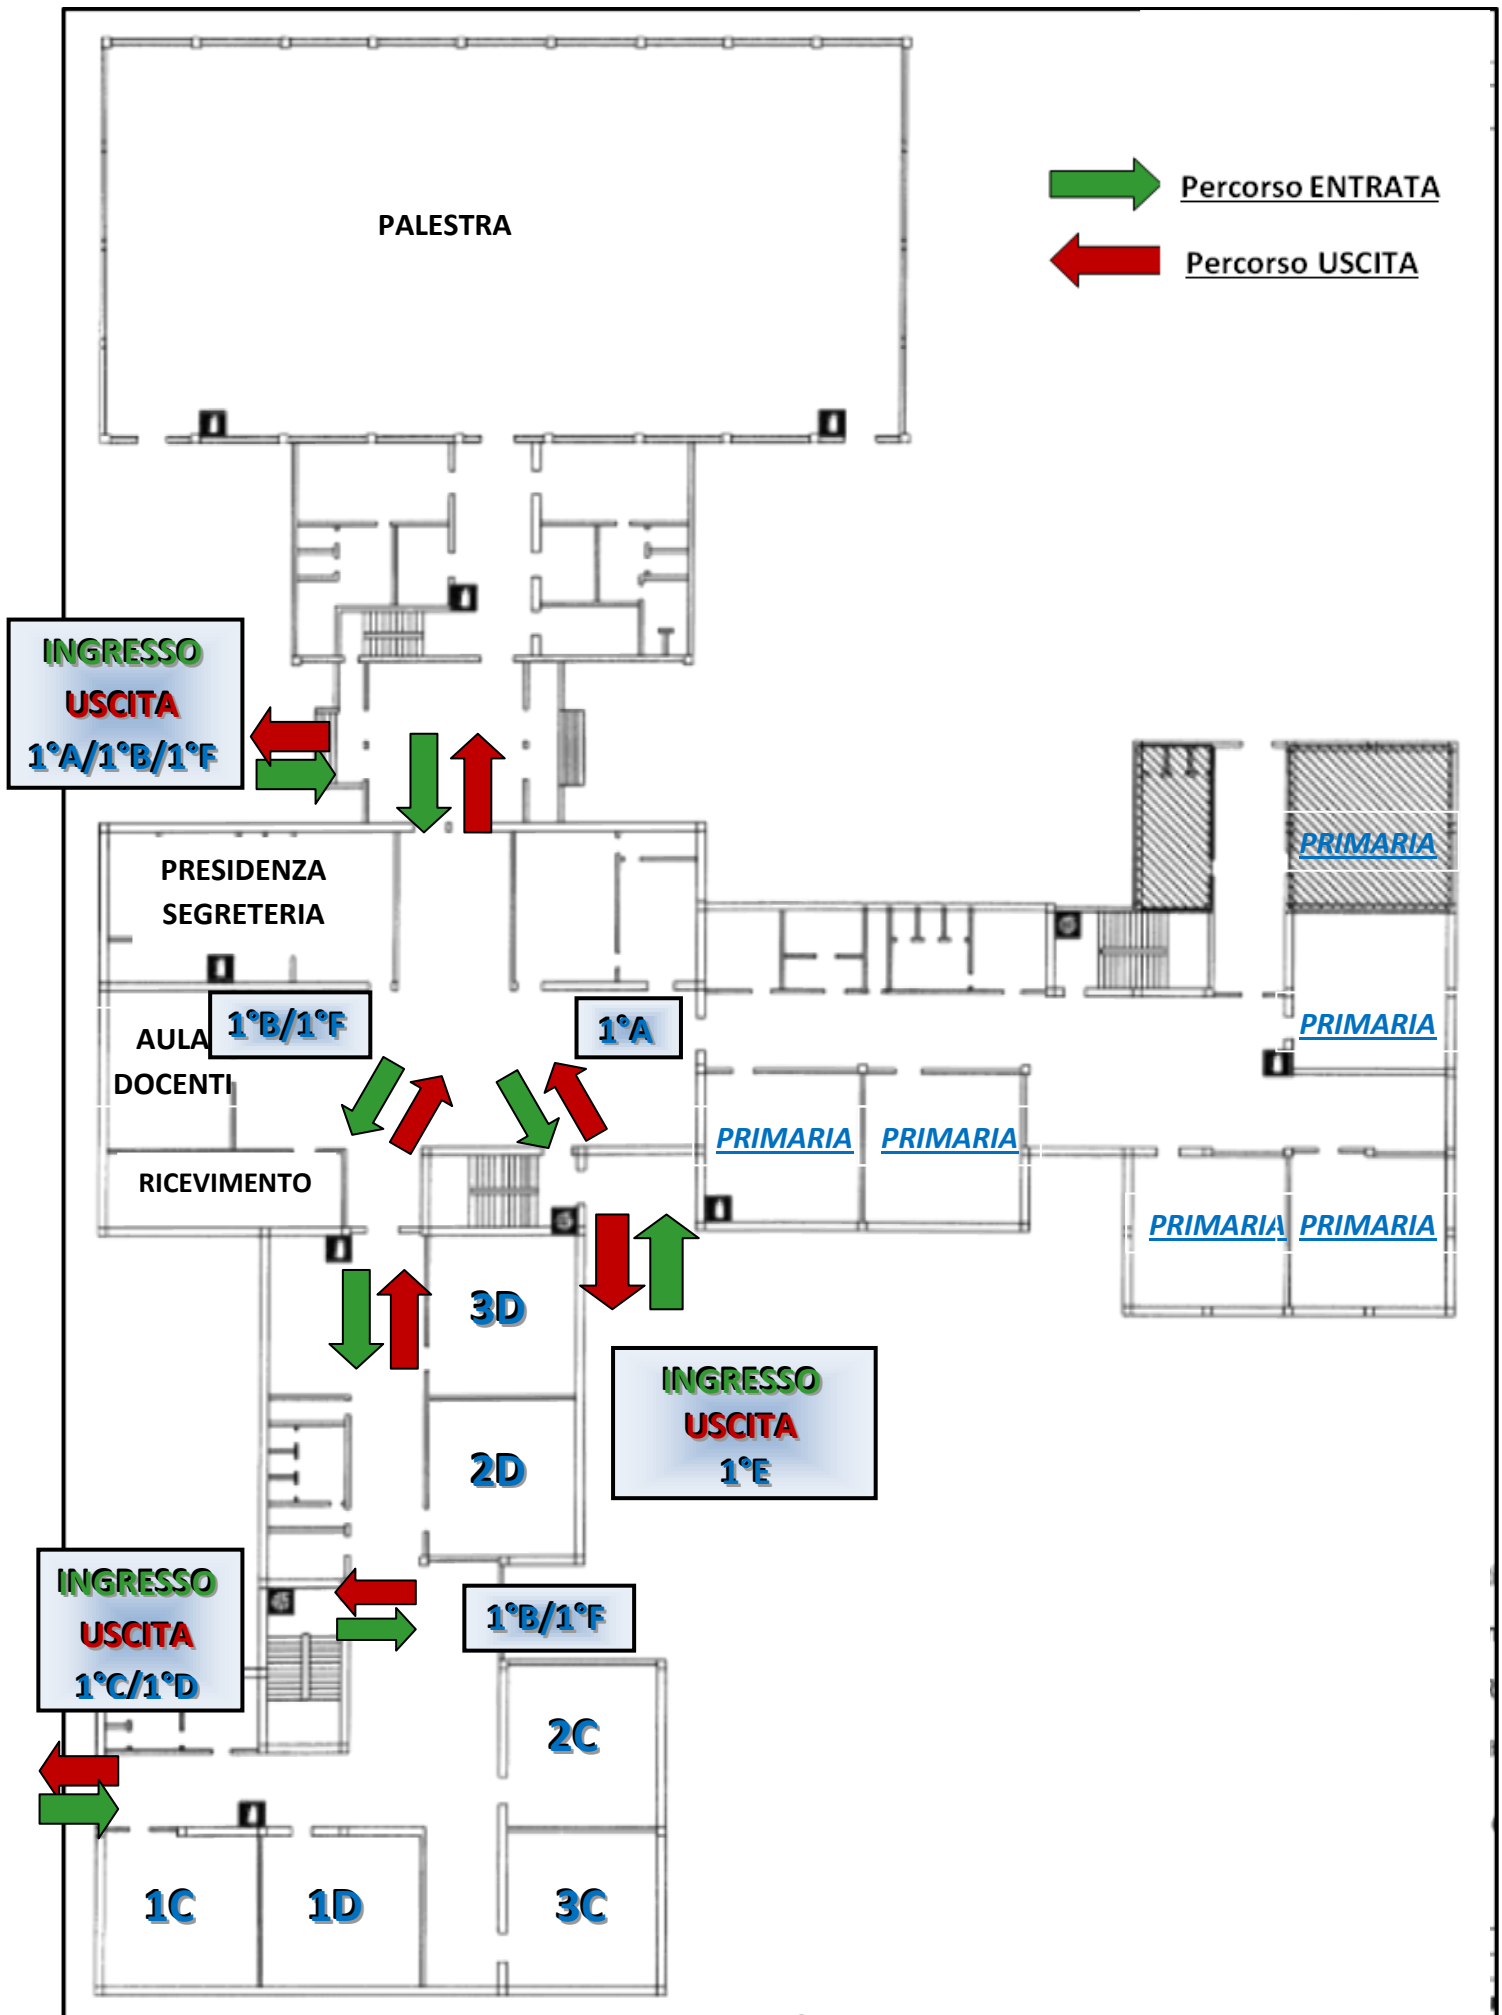 Percorso ENTRATA
Percorso USCITA
PALESTRA
INGRESSO
USCITA
1°A/1°B/1°F
PRESIDENZA
SEGRETERIA
PRIMARIA
1°B/1°F
1°A
AULA
DOCENTI
PRIMARIA
PRIMARIA
PRIMARIA
RICEVIMENTO
PRIMARIA
PRIMARIA
3D
INGRESSO
USCITA
1°E
2D
INGRESSO
USCITA
1°C/1°D
1°B/1°F
2C
1C
1D
3C